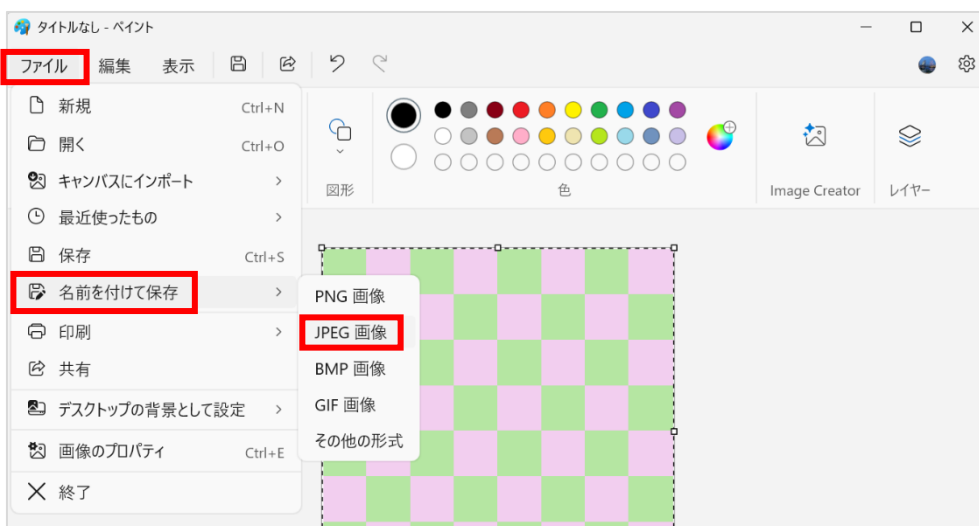 タイトルなし - ペイント
ファイル 編集 表示
新規 Ctrl+N
開く Ctrl+O
キャンバスにインポート
最近使ったもの
保存 Ctrl+S
名前を付けて保存
印刷
共有
デスクトップの背景として設定
画像のプロパティ Ctrl+E
終了
図形
色
Image Creator
レイヤー
PNG 画像
JPEG 画像
BMP 画像
GIF 画像
その他の形式